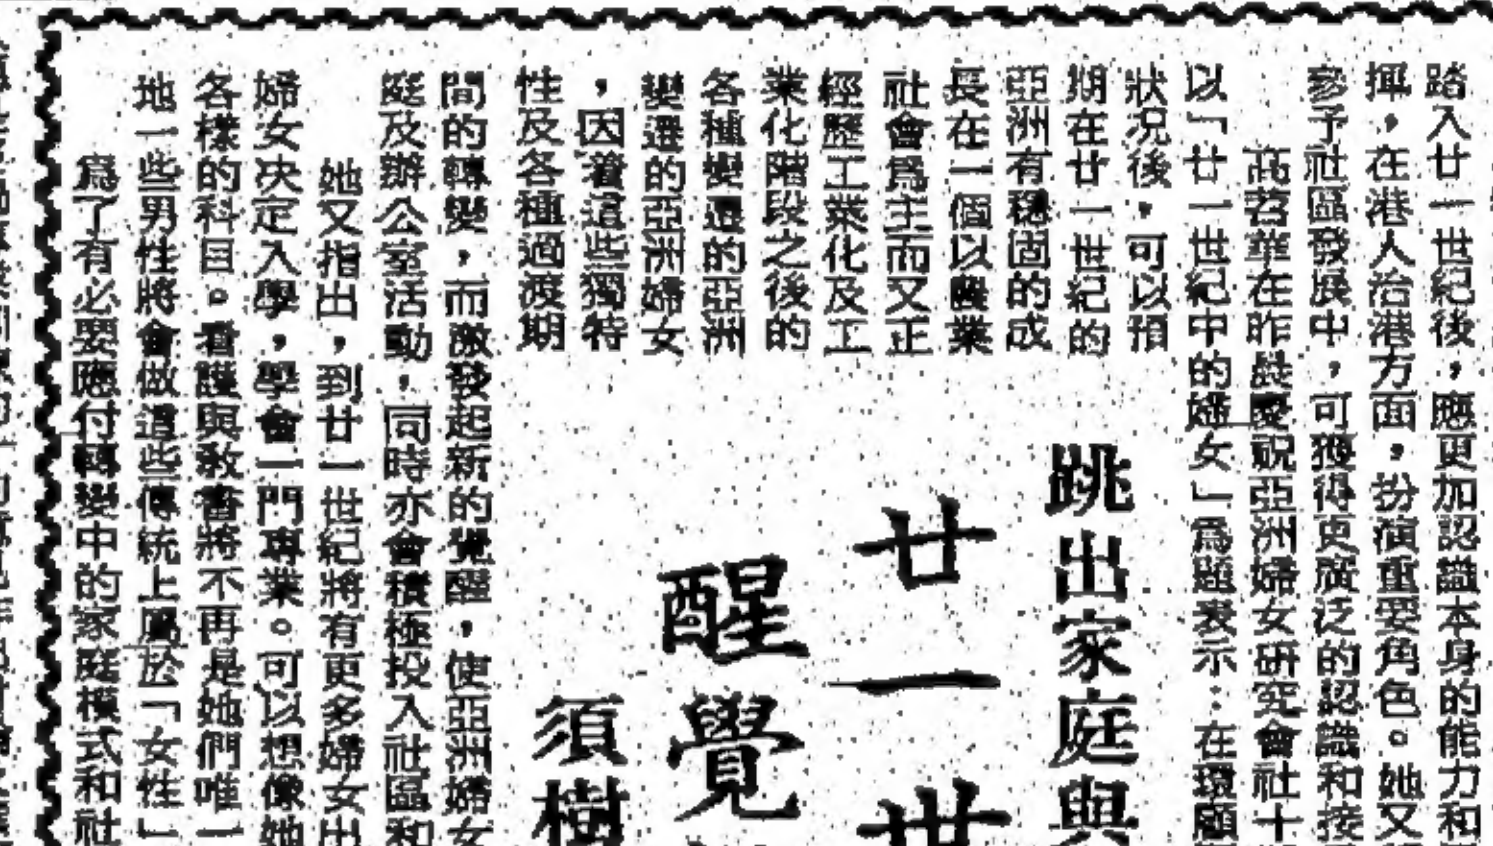 踏入廿一世紀後，應更加認識本身的能力和
揮，在港人治港方面，扮演重要角色。她又
參予社區發展中，可獲得更廣泛的認識和接
高若華在昨晨慶祝亞洲婦女研究會社十
以「廿一世紀中的婦女」爲題表示：在環顧
狀况後，可以預
期在廿一世紀的
亞洲有穩固的成
長在一個以農業
社會爲主而又正
經歷工業化及工
業化階段之後的
各種變遷的亞洲
變遷的亞洲婦女
，因着這些獨特
性及各種過渡期
跳出家庭與
廿一世
醒覺
須樹
間的轉變，而激發起新的覺醒，使亞洲婦女
庭及辦公室活動，同時亦會積極投入社區和
她又指出，到廿一世紀將有更多婦女出
婦女决定入學，學會一門專業。可以想像她
各樣的科目。看護與教書將不再是她們唯一
地一些男性將會做這些傳統上屬於「女性」
爲了有必要應付轉變中的家庭模式和社